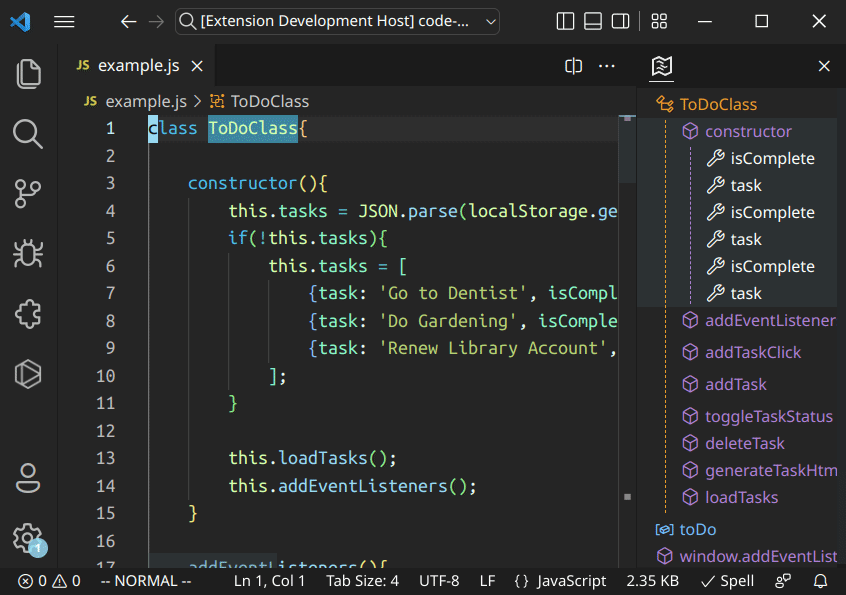 [Extension Development Host] code-...
JS example.js
JS example.js > ToDoClass
1 class ToDoClass{
2
3 constructor(){
4 this.tasks = JSON.parse(localStorage.ge
5 if(!this.tasks){
6 this.tasks = [
7 {task: 'Go to Dentist', isCompl
8 {task: 'Do Gardening', isComple
9 {task: 'Renew Library Account',
10 ];
11 }
12
13 this.loadTasks();
14 this.addEventListeners();
15 }
16
17 addEventListeners(){
ToDoClass
constructor
isComplete
task
isComplete
task
isComplete
task
addEventListener
addTaskClick
addTask
toggleTaskStatus
deleteTask
generateTaskHtm
loadTasks
toDo
window.addEventList
1
0 0 -- NORMAL -- Ln 1, Col 1 Tab Size: 4 UTF-8 LF {} JavaScript 2.35 KB Spell